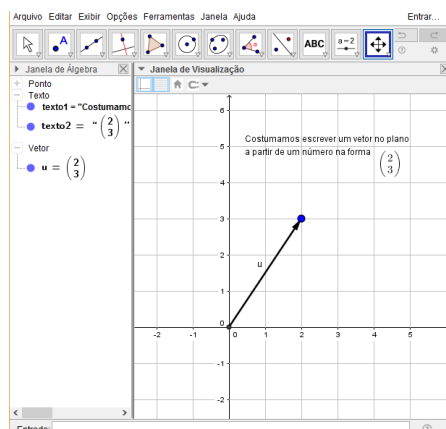 Arquivo Editar Exibir Opções Ferramentas Janela Ajuda Entrar...
ABC a=2
Janela de Álgebra
Janela de Visualização
Ponto
Texto
texto1 = "Costumamo
texto2 = "(2 3)"
Vetor
u = (2 3)
Costumamos escrever um vetor no plano
a partir de um número na forma (2 3)
u
6
5
4
3
2
1
0
-1
-2
-2 -1 0 1 2 3 4 5
Entrada: